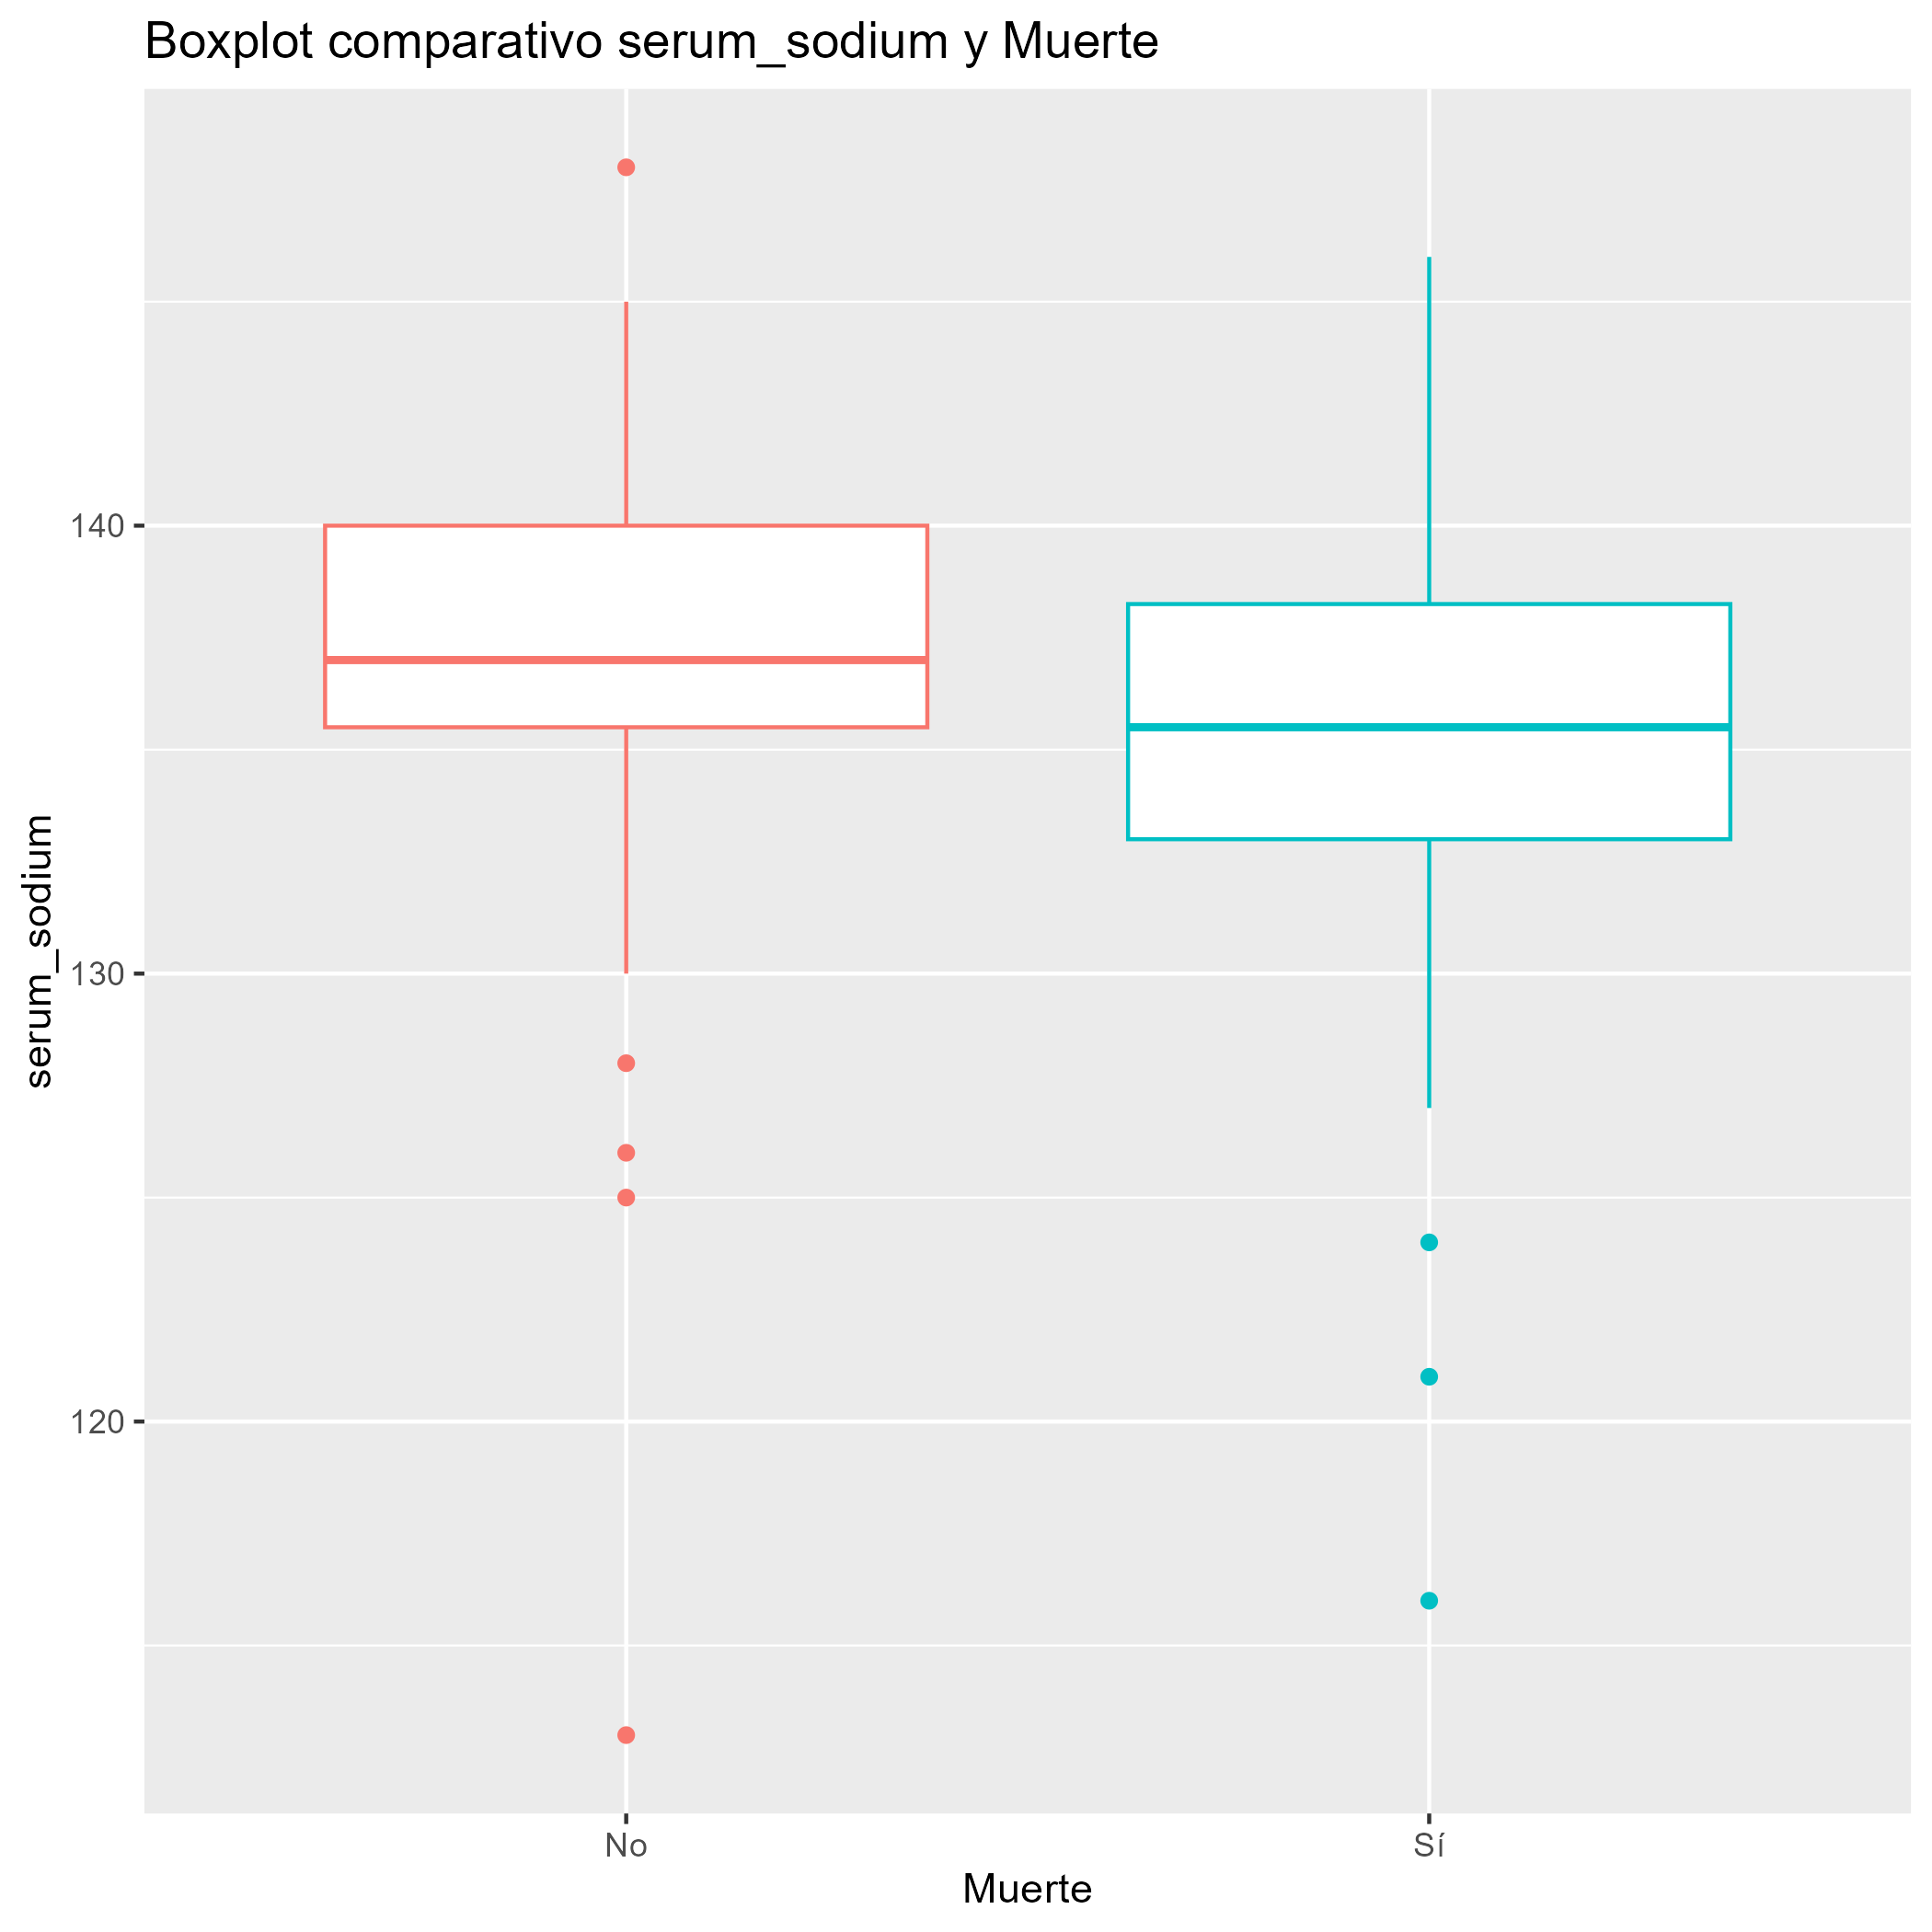 Boxplot comparativo serum_sodium y Muerte
serum_sodium
140
130
120
No
Sí
Muerte